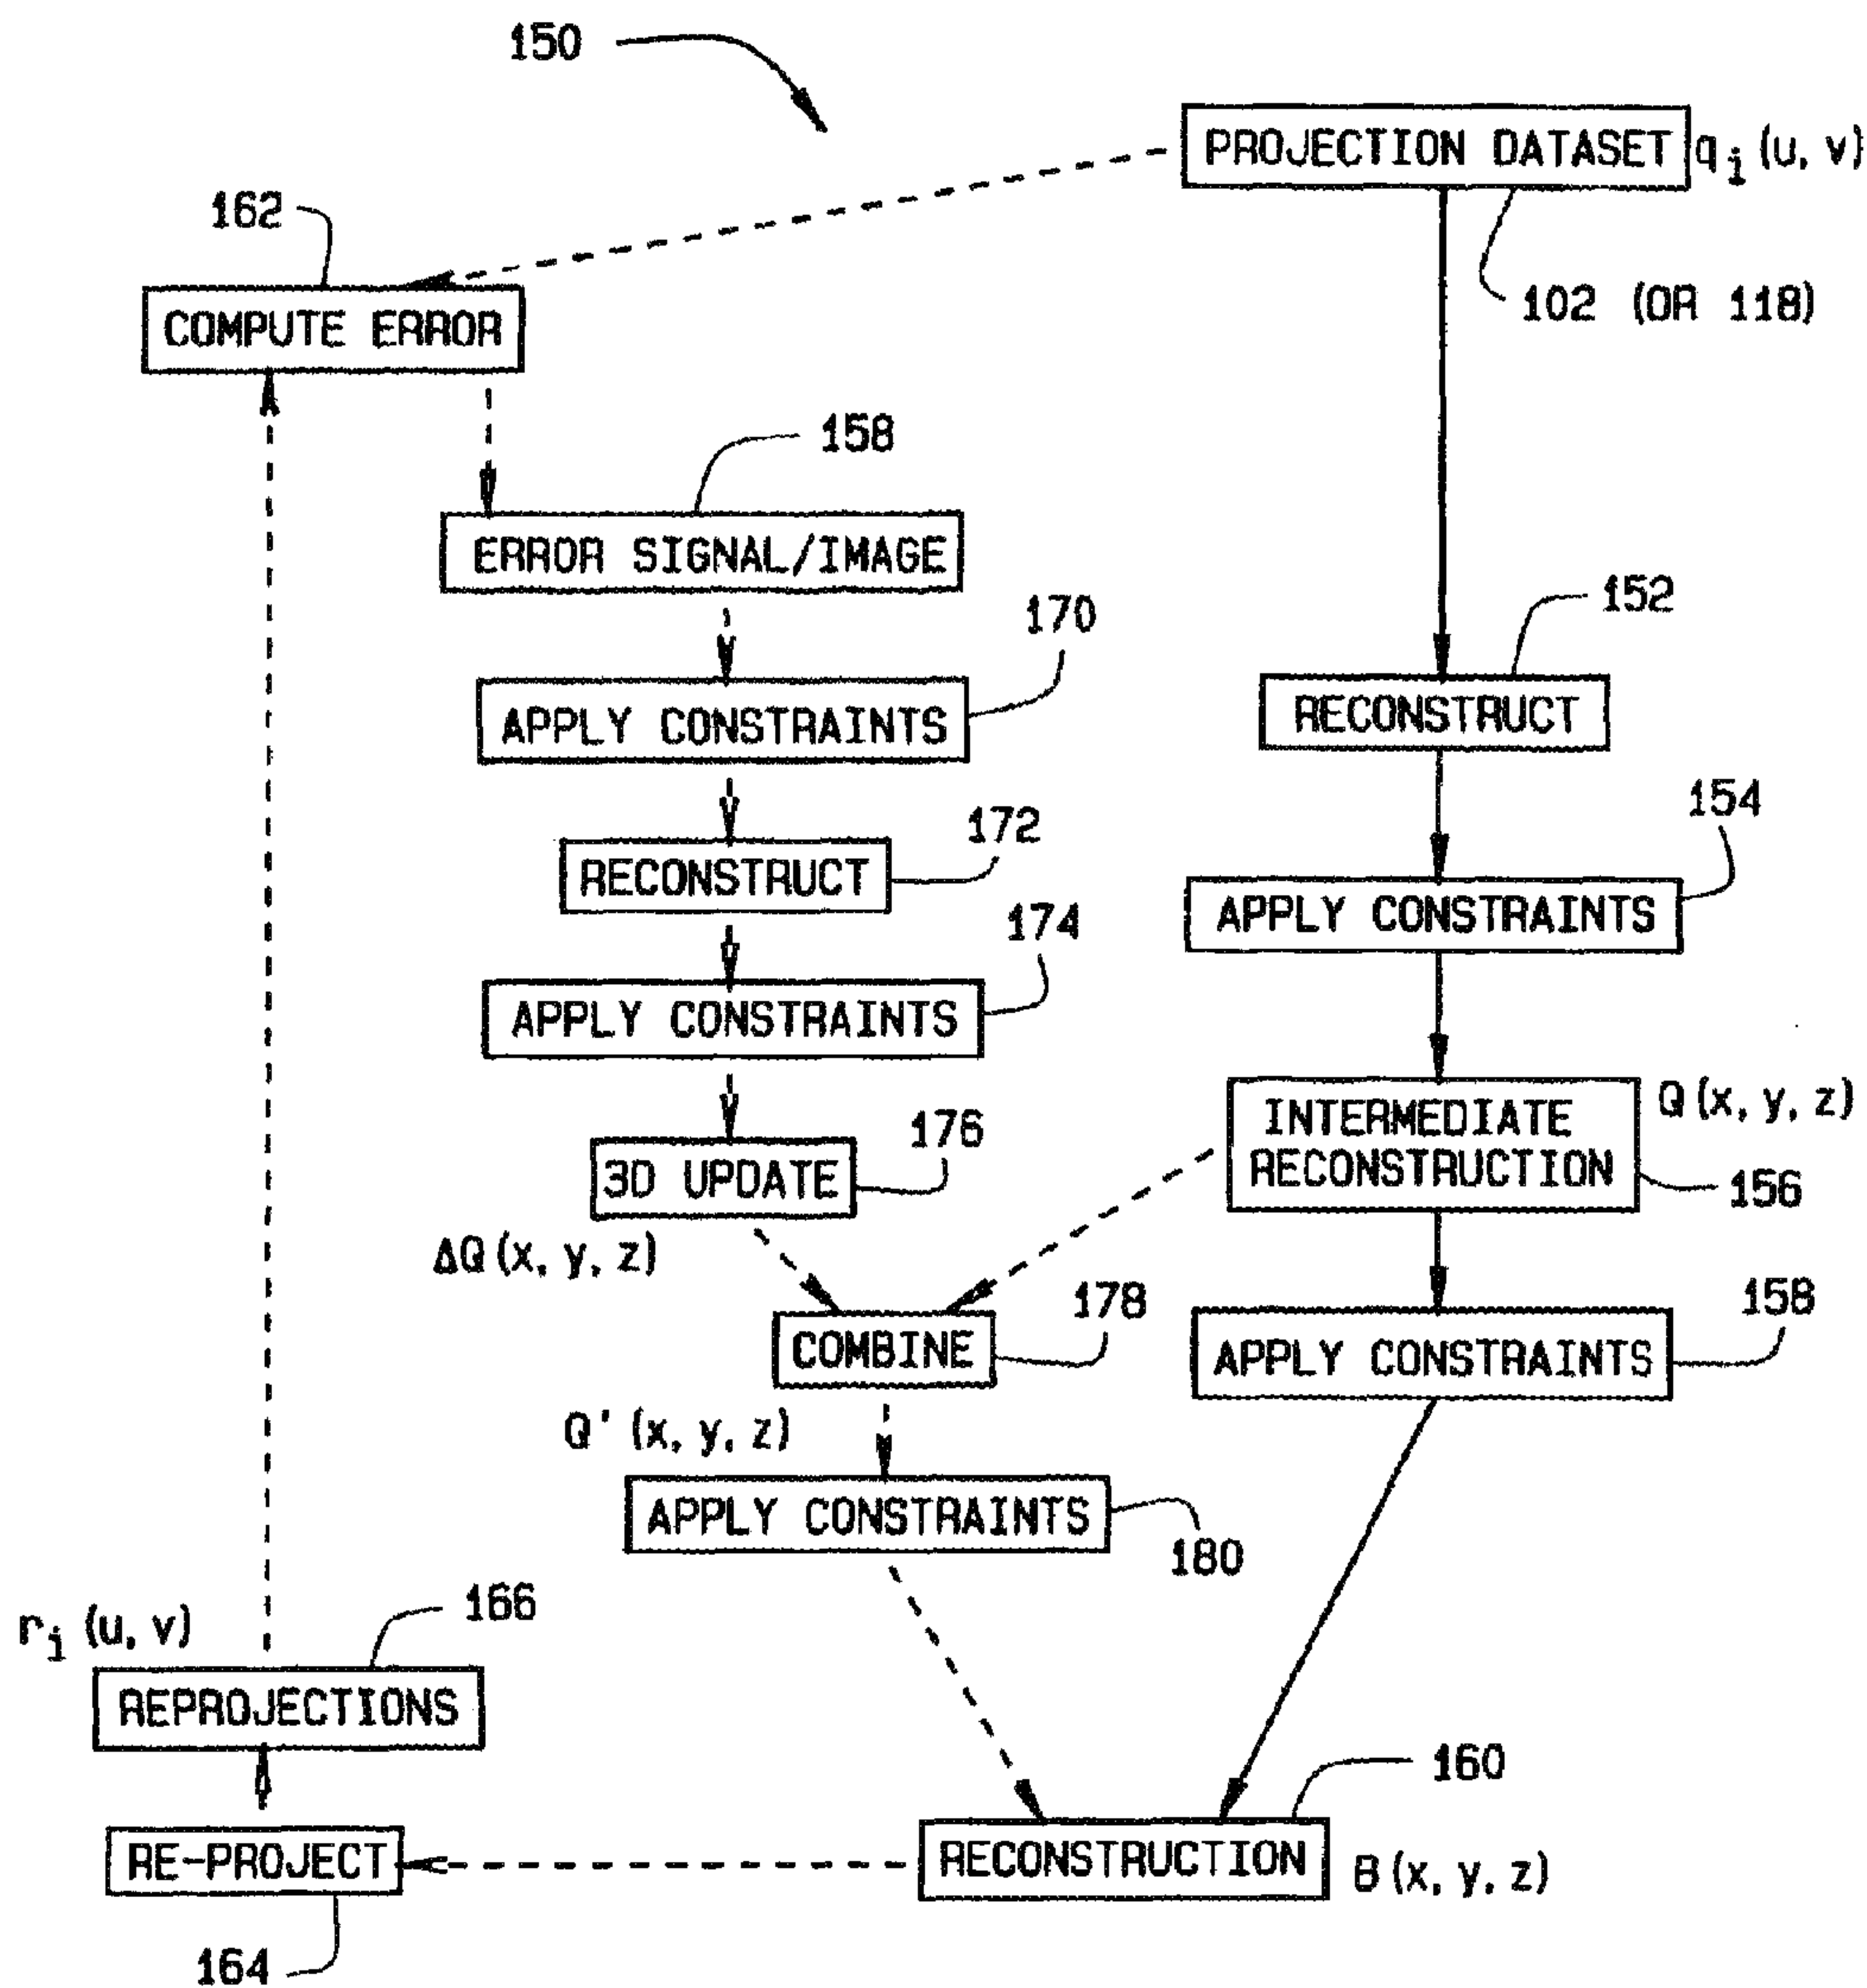 150
PROJECTION DATASET
qi (u, v)
162
102 (OR 118)
COMPUTE ERROR
158
ERROR SIGNAL/IMAGE
170
152
APPLY CONSTRAINTS
RECONSTRUCT
172
154
RECONSTRUCT
174
APPLY CONSTRAINTS
APPLY CONSTRAINTS
176
INTERMEDIATE
RECONSTRUCTION
Q (x, y, z)
3D UPDATE
156
ΔQ (x, y, z)
178
158
COMBINE
APPLY CONSTRAINTS
Q' (x, y, z)
APPLY CONSTRAINTS
180
166
ri (u, v)
REPROJECTIONS
160
RE-PROJECT
RECONSTRUCTION
B (x, y, z)
164